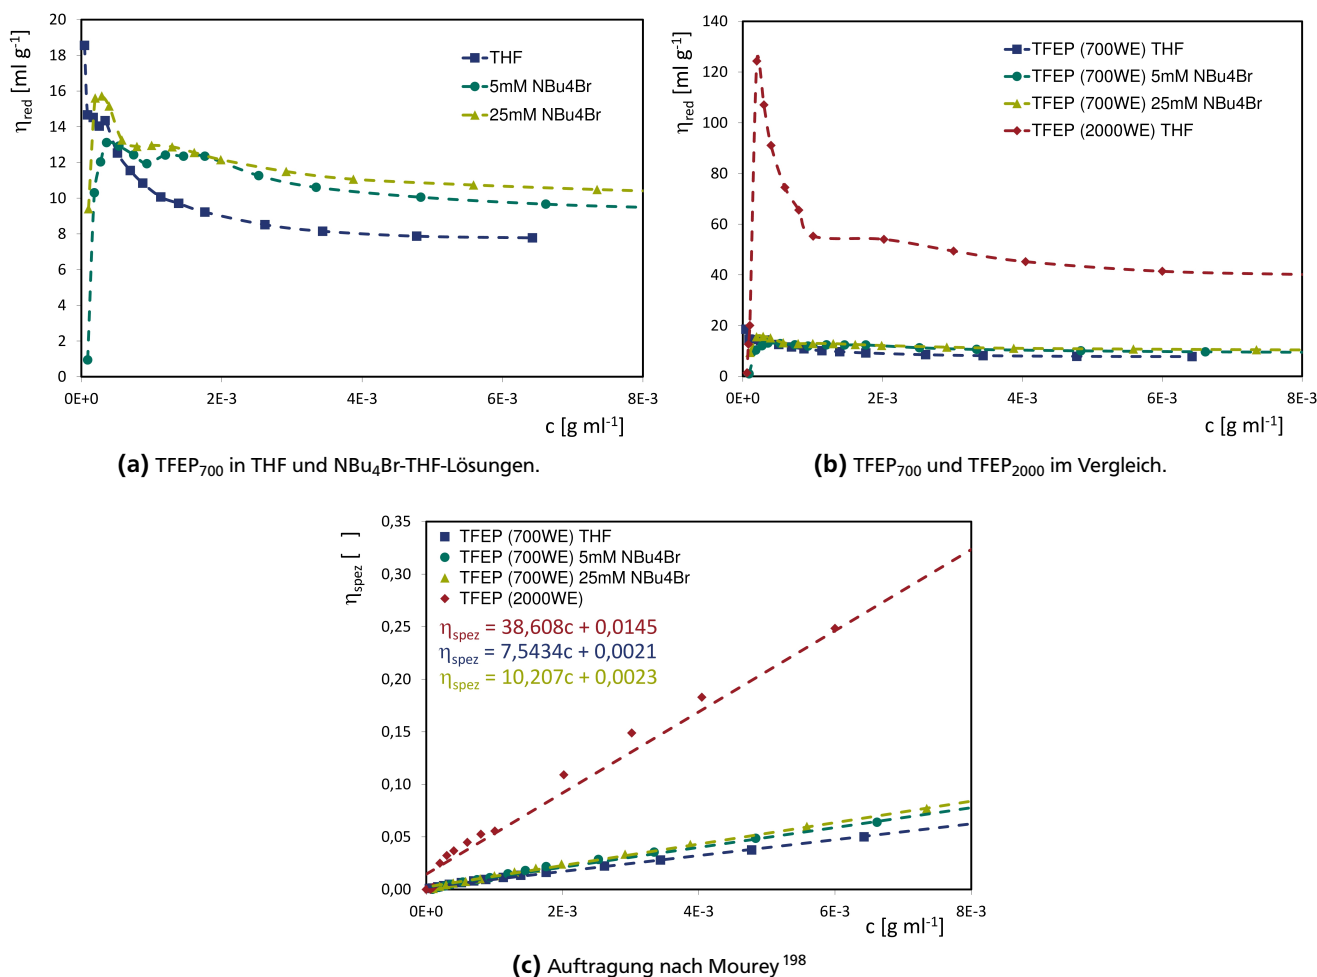 20
18
16
14
12
10
8
6
4
2
0
η_red [ml g⁻¹]
THF
5mM NBu4Br
25mM NBu4Br
0E+0 2E-3 4E-3 6E-3 8E-3
c [g ml⁻¹]
(a) TFEP₇₀₀ in THF und NBu₄Br-THF-Lösungen.
140
120
100
80
60
40
20
0
η_red [ml g⁻¹]
TFEP (700WE) THF
TFEP (700WE) 5mM NBu4Br
TFEP (700WE) 25mM NBu4Br
TFEP (2000WE) THF
0E+0 2E-3 4E-3 6E-3 8E-3
c [g ml⁻¹]
(b) TFEP₇₀₀ und TFEP₂₀₀₀ im Vergleich.
0,35
0,30
0,25
0,20
0,15
0,10
0,05
0,00
η_spez [ ]
TFEP (700WE) THF
TFEP (700WE) 5mM NBu4Br
TFEP (700WE) 25mM NBu4Br
TFEP (2000WE)
η_spez = 38,608c + 0,0145
η_spez = 7,5434c + 0,0021
η_spez = 10,207c + 0,0023
0E+0 2E-3 4E-3 6E-3 8E-3
c [g ml⁻¹]
(c) Auftragung nach Mourey ¹⁹⁸